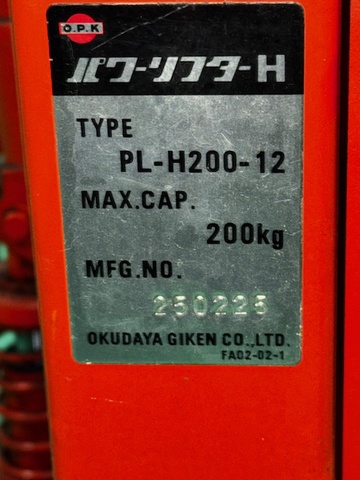 O.P.K
パワーリフターH
TYPE
PL-H200-12
MAX.CAP.
200kg
MFG.NO.
250225
OKUDAYA GIKEN CO.,LTD.
FA02-02-1